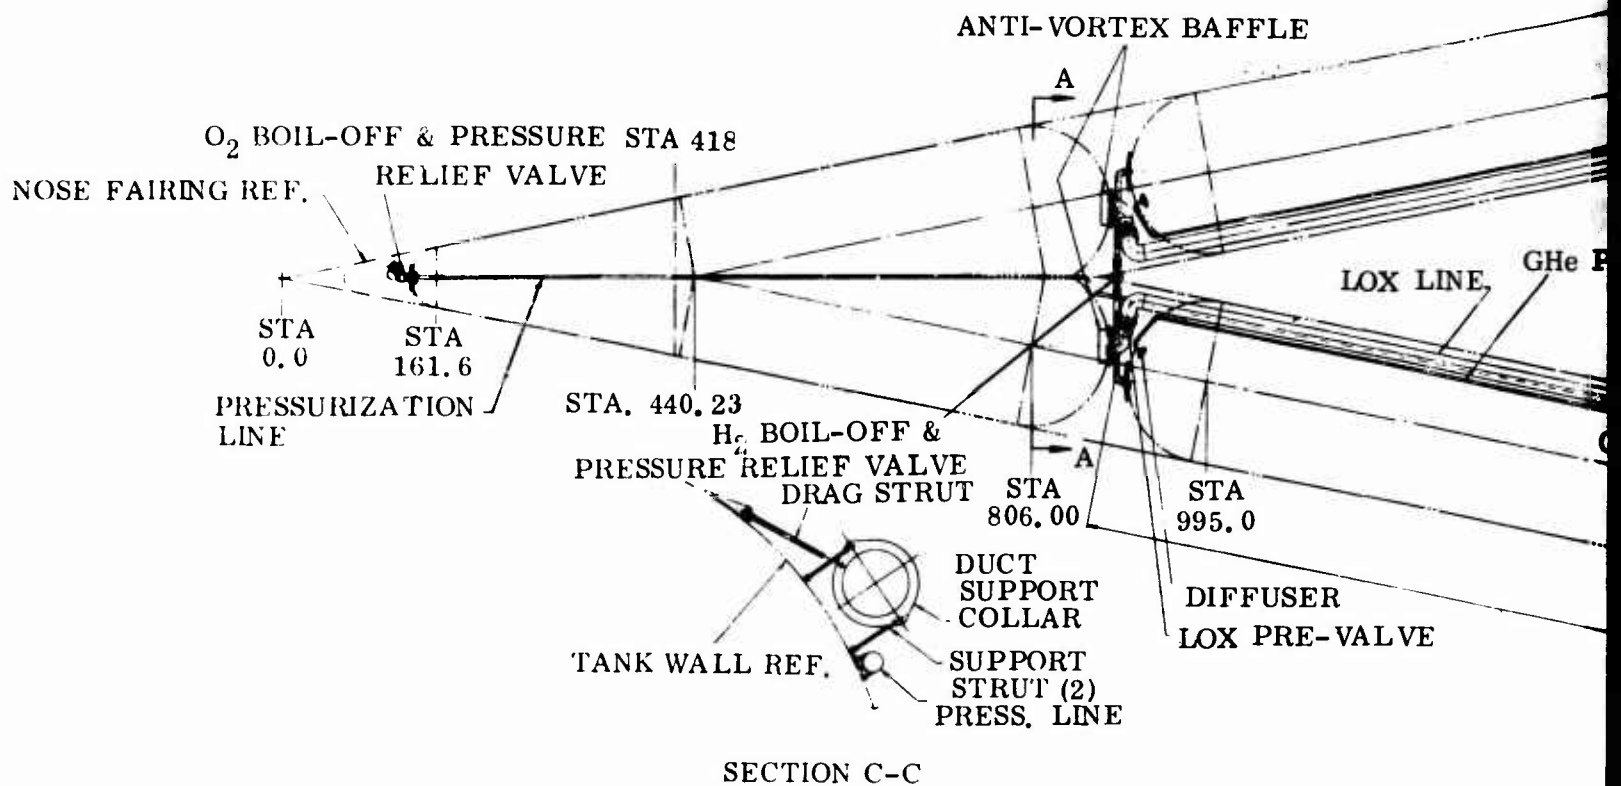 ANTI-VORTEX BAFFLE
A
O2 BOIL-OFF & PRESSURE
RELIEF VALVE
STA 418
NOSE FAIRING REF.
STA
0.0
STA
161.6
PRESSURIZATION
LINE
STA. 440.23
BOIL-OFF &
PRESSURE RELIEF VALVE
A
LOX LINE
GHe
STA
806.00
STA
995.0
DRAG STRUT
DUCT
SUPPORT
COLLAR
DIFFUSER
LOX PRE-VALVE
TANK WALL REF.
SUPPORT
STRUT (2)
PRESS. LINE
SECTION C-C